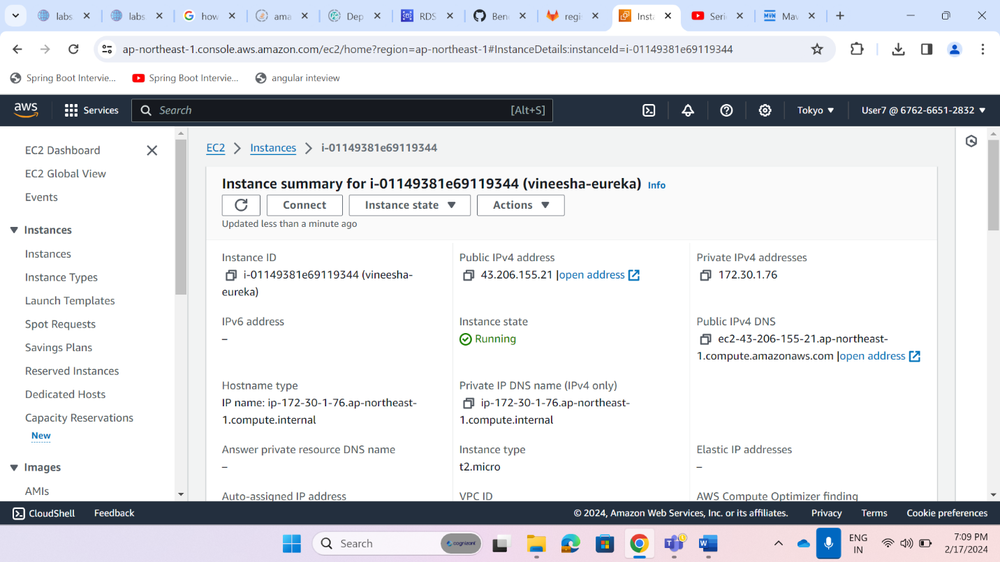 labs
labs
how
ama
Dep
RDS
Ben
regi
Insta
Seri
Mav
ap-northeast-1.console.aws.amazon.com/ec2/home?region=ap-northeast-1#InstanceDetails:instanceId=i-01149381e69119344
Spring Boot Intervie...
Spring Boot Intervie...
angular inteview
aws
Services
Search
[Alt+S]
Tokyo ▼
User7 @ 6762-6651-2832 ▼
EC2 Dashboard
EC2 Global View
Events
Instances
Instances
Instance Types
Launch Templates
Spot Requests
Savings Plans
Reserved Instances
Dedicated Hosts
Capacity Reservations
New
Images
AMIs
EC2 > Instances > i-01149381e69119344
Instance summary for i-01149381e69119344 (vineesha-eureka) Info
Connect
Instance state ▼
Actions ▼
Updated less than a minute ago
Instance ID
i-01149381e69119344 (vineesha-
eureka)
Public IPv4 address
43.206.155.21 |open address
Private IPv4 addresses
172.30.1.76
IPv6 address
–
Instance state
Running
Public IPv4 DNS
ec2-43-206-155-21.ap-northeast-
1.compute.amazonaws.com |open address
Hostname type
IP name: ip-172-30-1-76.ap-northeast-
1.compute.internal
Private IP DNS name (IPv4 only)
ip-172-30-1-76.ap-northeast-
1.compute.internal
Answer private resource DNS name
–
Instance type
t2.micro
Elastic IP addresses
–
Auto-assigned IP address
VPC ID
AWS Compute Optimizer finding
CloudShell
Feedback
© 2024, Amazon Web Services, Inc. or its affiliates.
Privacy
Terms
Cookie preferences
Search
cognizant
ENG
IN
7:09 PM
2/17/2024